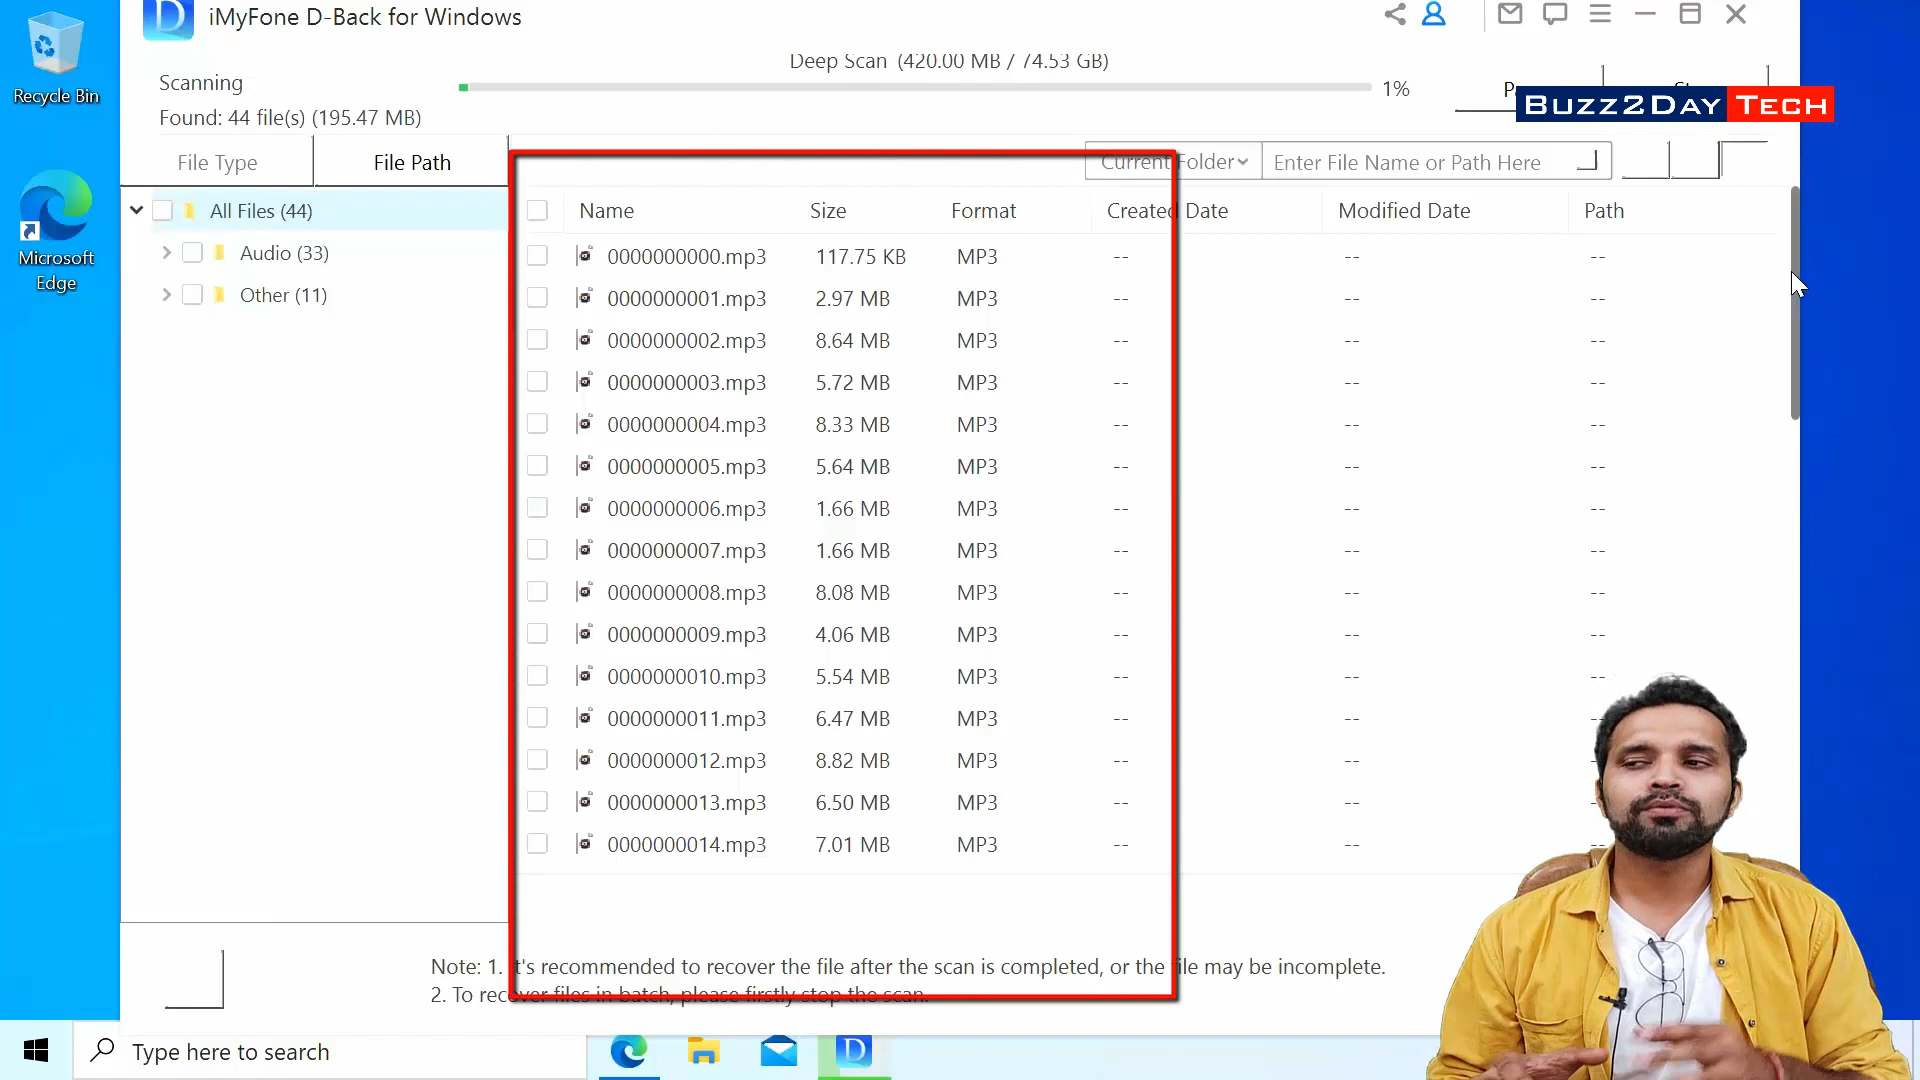 iMyFone D-Back for Windows
Deep Scan (420.00 MB / 74.53 GB)
Scanning
1%
Found: 44 file(s) (195.47 MB)
BUZZ2DAY TECH
Recycle Bin
File Type
File Path
Current Folder
Enter File Name or Path Here
All Files (44)
Audio (33)
Other (11)
Microsoft
Edge
Name Size Format Created Date Modified Date Path
0000000000.mp3 117.75 KB MP3 -- -- --
0000000001.mp3 2.97 MB MP3 -- -- --
0000000002.mp3 8.64 MB MP3 -- -- --
0000000003.mp3 5.72 MB MP3 -- -- --
0000000004.mp3 8.33 MB MP3 -- -- --
0000000005.mp3 5.64 MB MP3 -- -- --
0000000006.mp3 1.66 MB MP3 -- -- --
0000000007.mp3 1.66 MB MP3 -- -- --
0000000008.mp3 8.08 MB MP3 -- -- --
0000000009.mp3 4.06 MB MP3 -- -- --
0000000010.mp3 5.54 MB MP3 -- -- --
0000000011.mp3 6.47 MB MP3 -- -- --
0000000012.mp3 8.82 MB MP3 -- -- --
0000000013.mp3 6.50 MB MP3 -- -- --
0000000014.mp3 7.01 MB MP3 -- -- --
Note: 1. It's recommended to recover the file after the scan is completed, or the file may be incomplete.
2. To recover files in batch, please firstly stop the scan.
Type here to search